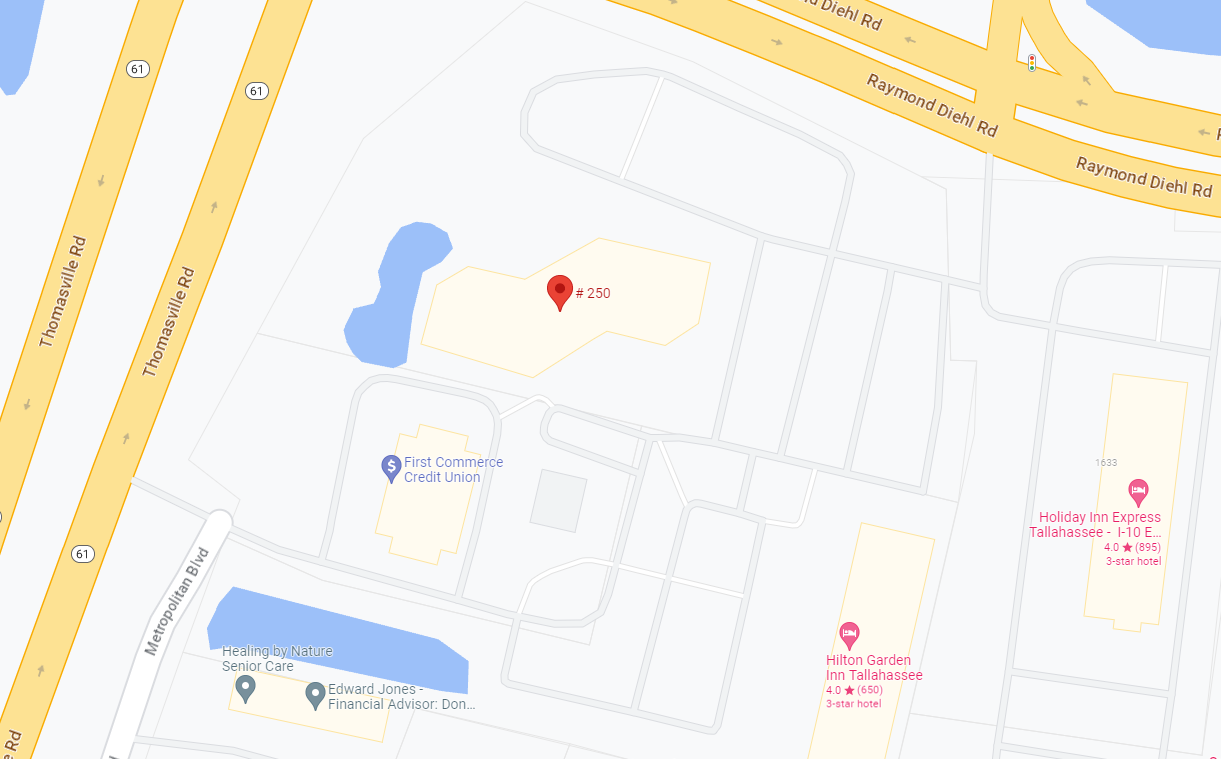 nd Diehl Rd
61
61
Raymond Diehl Rd
Raymond Diehl Rd
Thomasville Rd
Thomasville Rd
# 250
First Commerce
Credit Union
1633
Holiday Inn Express
Tallahassee - I-10 E...
4.0 ★ (895)
3-star hotel
61
Metropolitan Blvd
Healing by Nature
Senior Care
Edward Jones -
Financial Advisor: Don...
Hilton Garden
Inn Tallahassee
4.0 ★ (650)
3-star hotel
e Rd